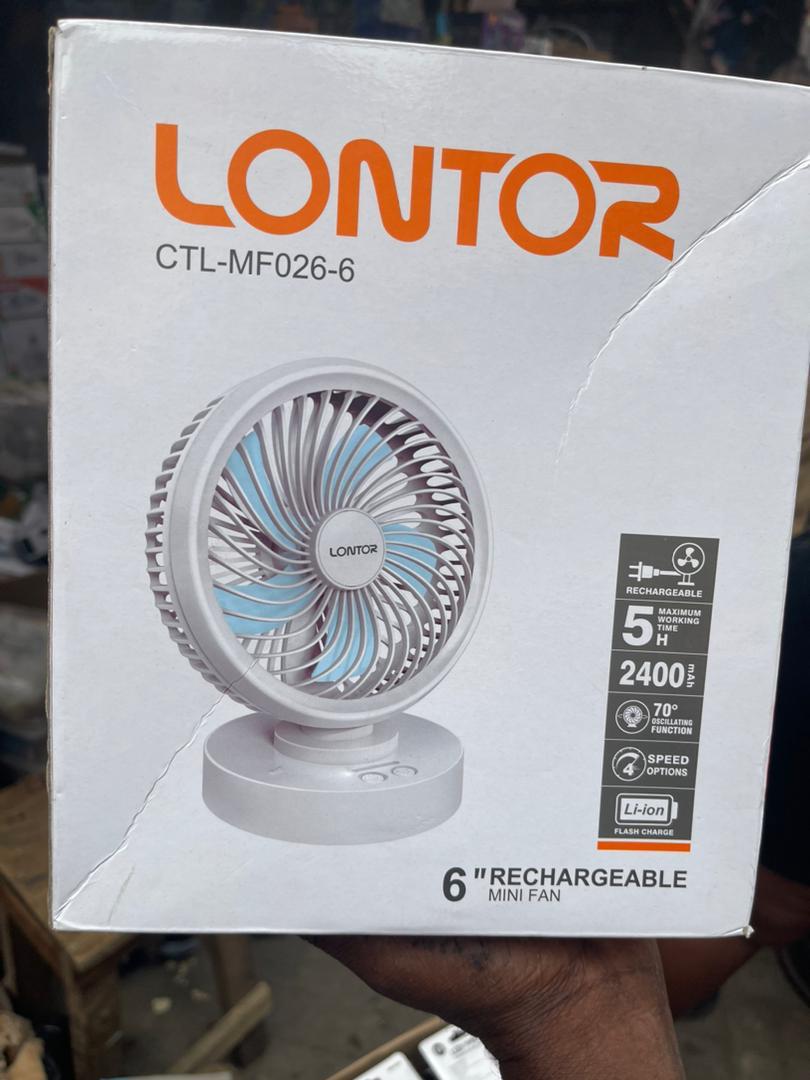 LONTOR
CTL-MF026-6
LONTOR
RECHARGEABLE
5H MAXIMUM WORKING TIME
2400 mAh
70° OSCILLATING FUNCTION
4 SPEED OPTIONS
Li-ion
FLASH CHARGE
6" RECHARGEABLE
MINI FAN